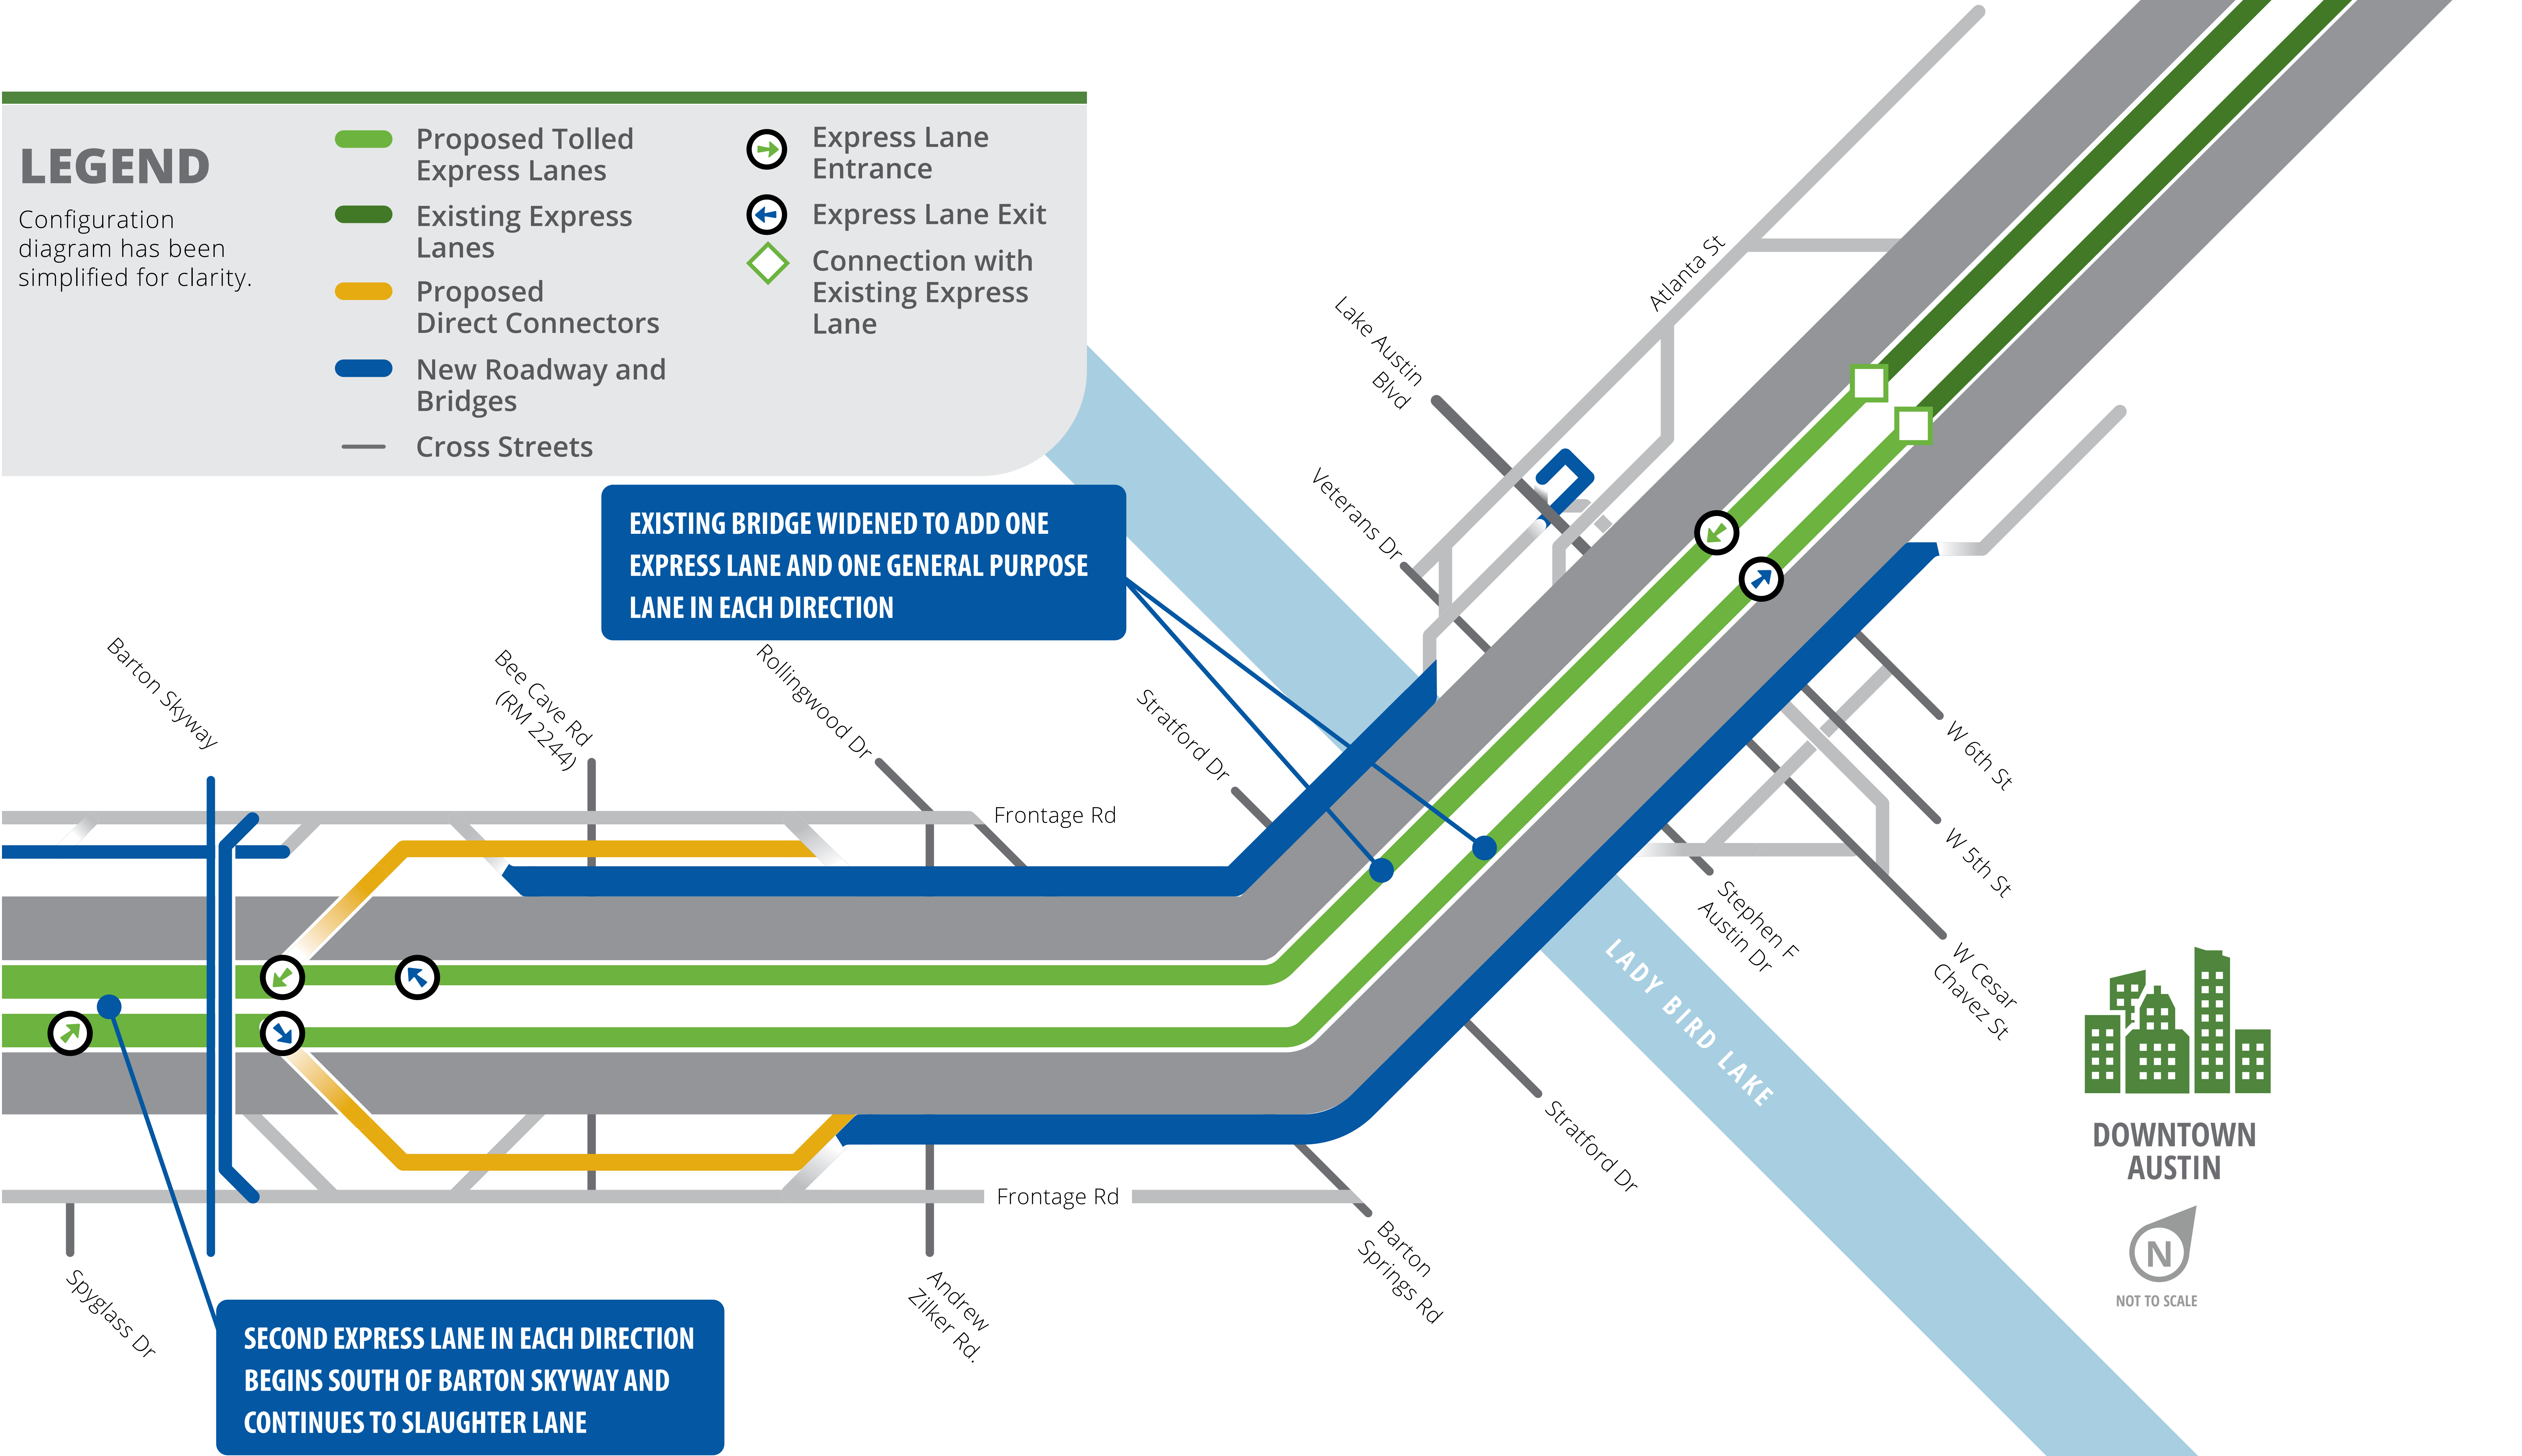 LEGEND
Configuration
diagram has been
simplified for clarity.
Proposed Tolled
Express Lanes
Existing Express
Lanes
Proposed
Direct Connectors
New Roadway and
Bridges
Cross Streets
Express Lane
Entrance
Express Lane Exit
Connection with
Existing Express
Lane
Atlanta St
Lake Austin
Blvd
Veterans Dr
EXISTING BRIDGE WIDENED TO ADD ONE
EXPRESS LANE AND ONE GENERAL PURPOSE
LANE IN EACH DIRECTION
Barton Skyway
Bee Cave Rd
(RM 2244)
Rollingwood Dr
Stratford Dr
Frontage Rd
W 6th St
W 5th St
W Cesar
Chavez St
Stephen F
Austin Dr
LADY BIRD LAKE
Stratford Dr
Frontage Rd
Barton
Springs Rd
Andrew
Zilker Rd.
Spyglass Dr
SECOND EXPRESS LANE IN EACH DIRECTION
BEGINS SOUTH OF BARTON SKYWAY AND
CONTINUES TO SLAUGHTER LANE
DOWNTOWN
AUSTIN
N
NOT TO SCALE